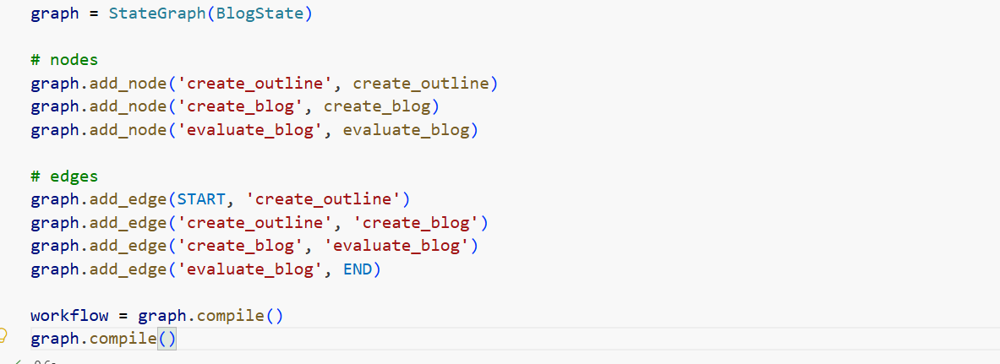 graph = StateGraph(BlogState)
# nodes
graph.add_node('create_outline', create_outline)
graph.add_node('create_blog', create_blog)
graph.add_node('evaluate_blog', evaluate_blog)
# edges
graph.add_edge(START, 'create_outline')
graph.add_edge('create_outline', 'create_blog')
graph.add_edge('create_blog', 'evaluate_blog')
graph.add_edge('evaluate_blog', END)
workflow = graph.compile()
graph.compile()